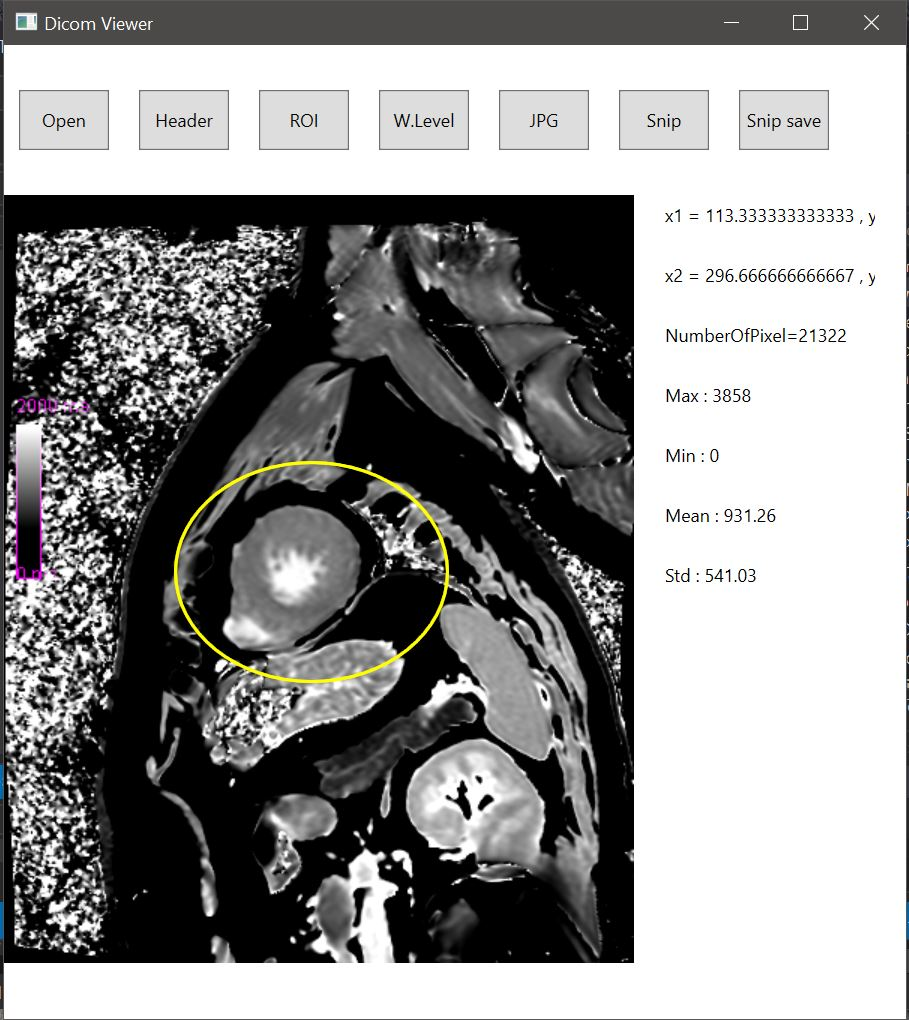 Dicom Viewer
Open Header ROI W.Level JPG Snip Snip save
x1 = 113.333333333333 , y
x2 = 296.666666666667 , y
NumberOfPixel=21322
Max : 3858
Min : 0
Mean : 931.26
Std : 541.03
2000